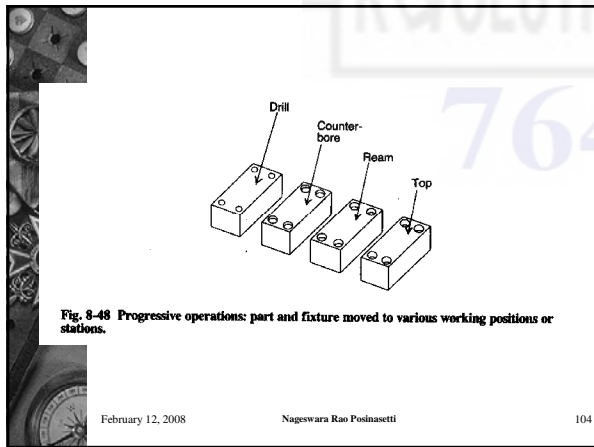 764
Drill
Counter-
bore
Ream
Top
Fig. 8-48 Progressive operations: part and fixture moved to various working positions or
stations.
February 12, 2008
Nageswara Rao Posinasetti
104